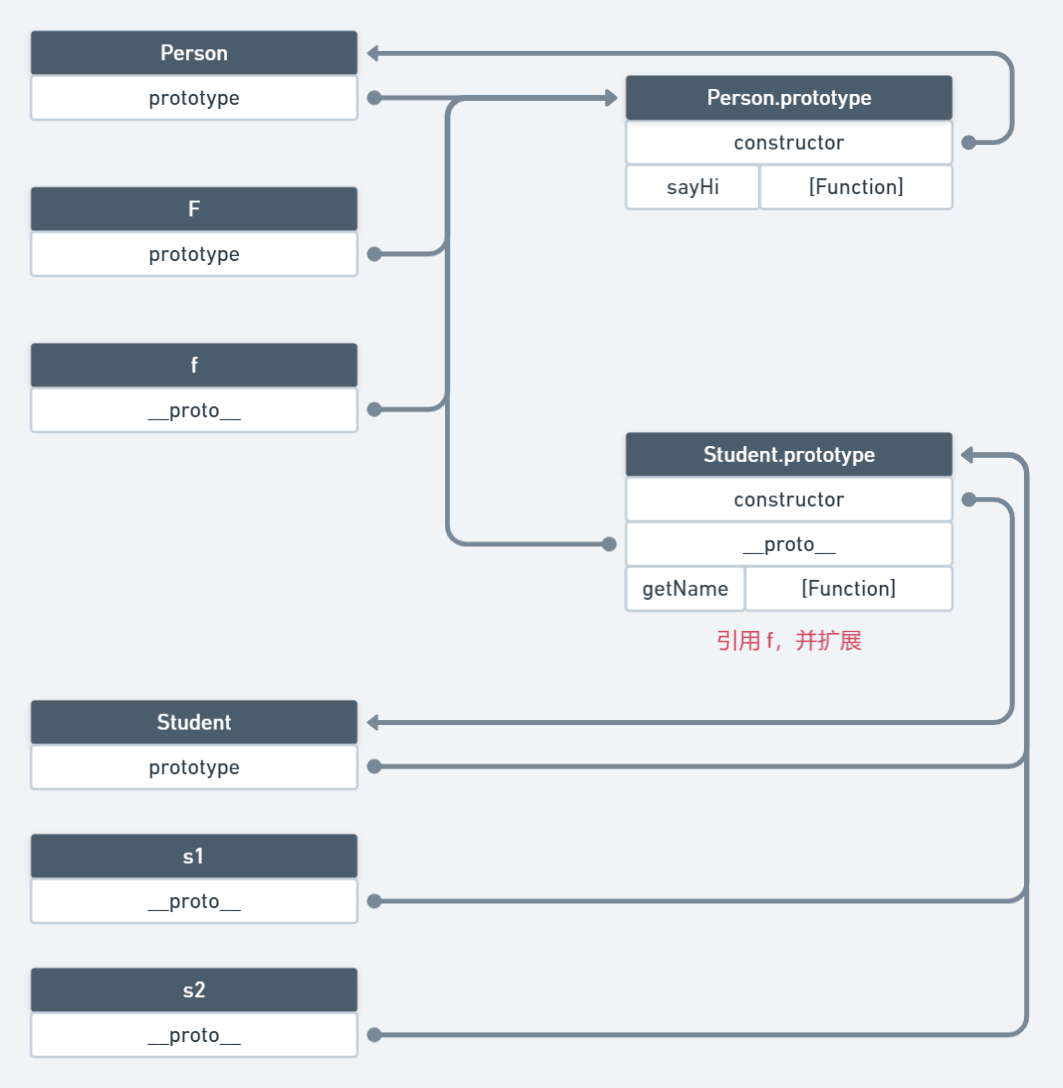 Person
prototype
Person.prototype
constructor
sayHi [Function]
F
prototype
f
__proto__
Student.prototype
constructor
__proto__
getName [Function]
引用 f，并扩展
Student
prototype
s1
__proto__
s2
__proto__